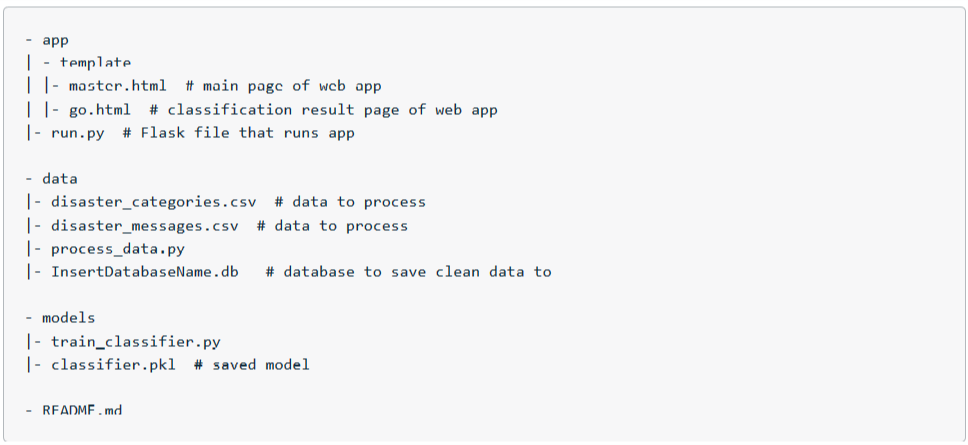 - app
| - template
| |- master.html  # main page of web app
| |- go.html  # classification result page of web app
|- run.py  # Flask file that runs app
- data
|- disaster_categories.csv  # data to process
|- disaster_messages.csv  # data to process
|- process_data.py
|- InsertDatabaseName.db   # database to save clean data to
- models
|- train_classifier.py
|- classifier.pkl  # saved model
- README.md